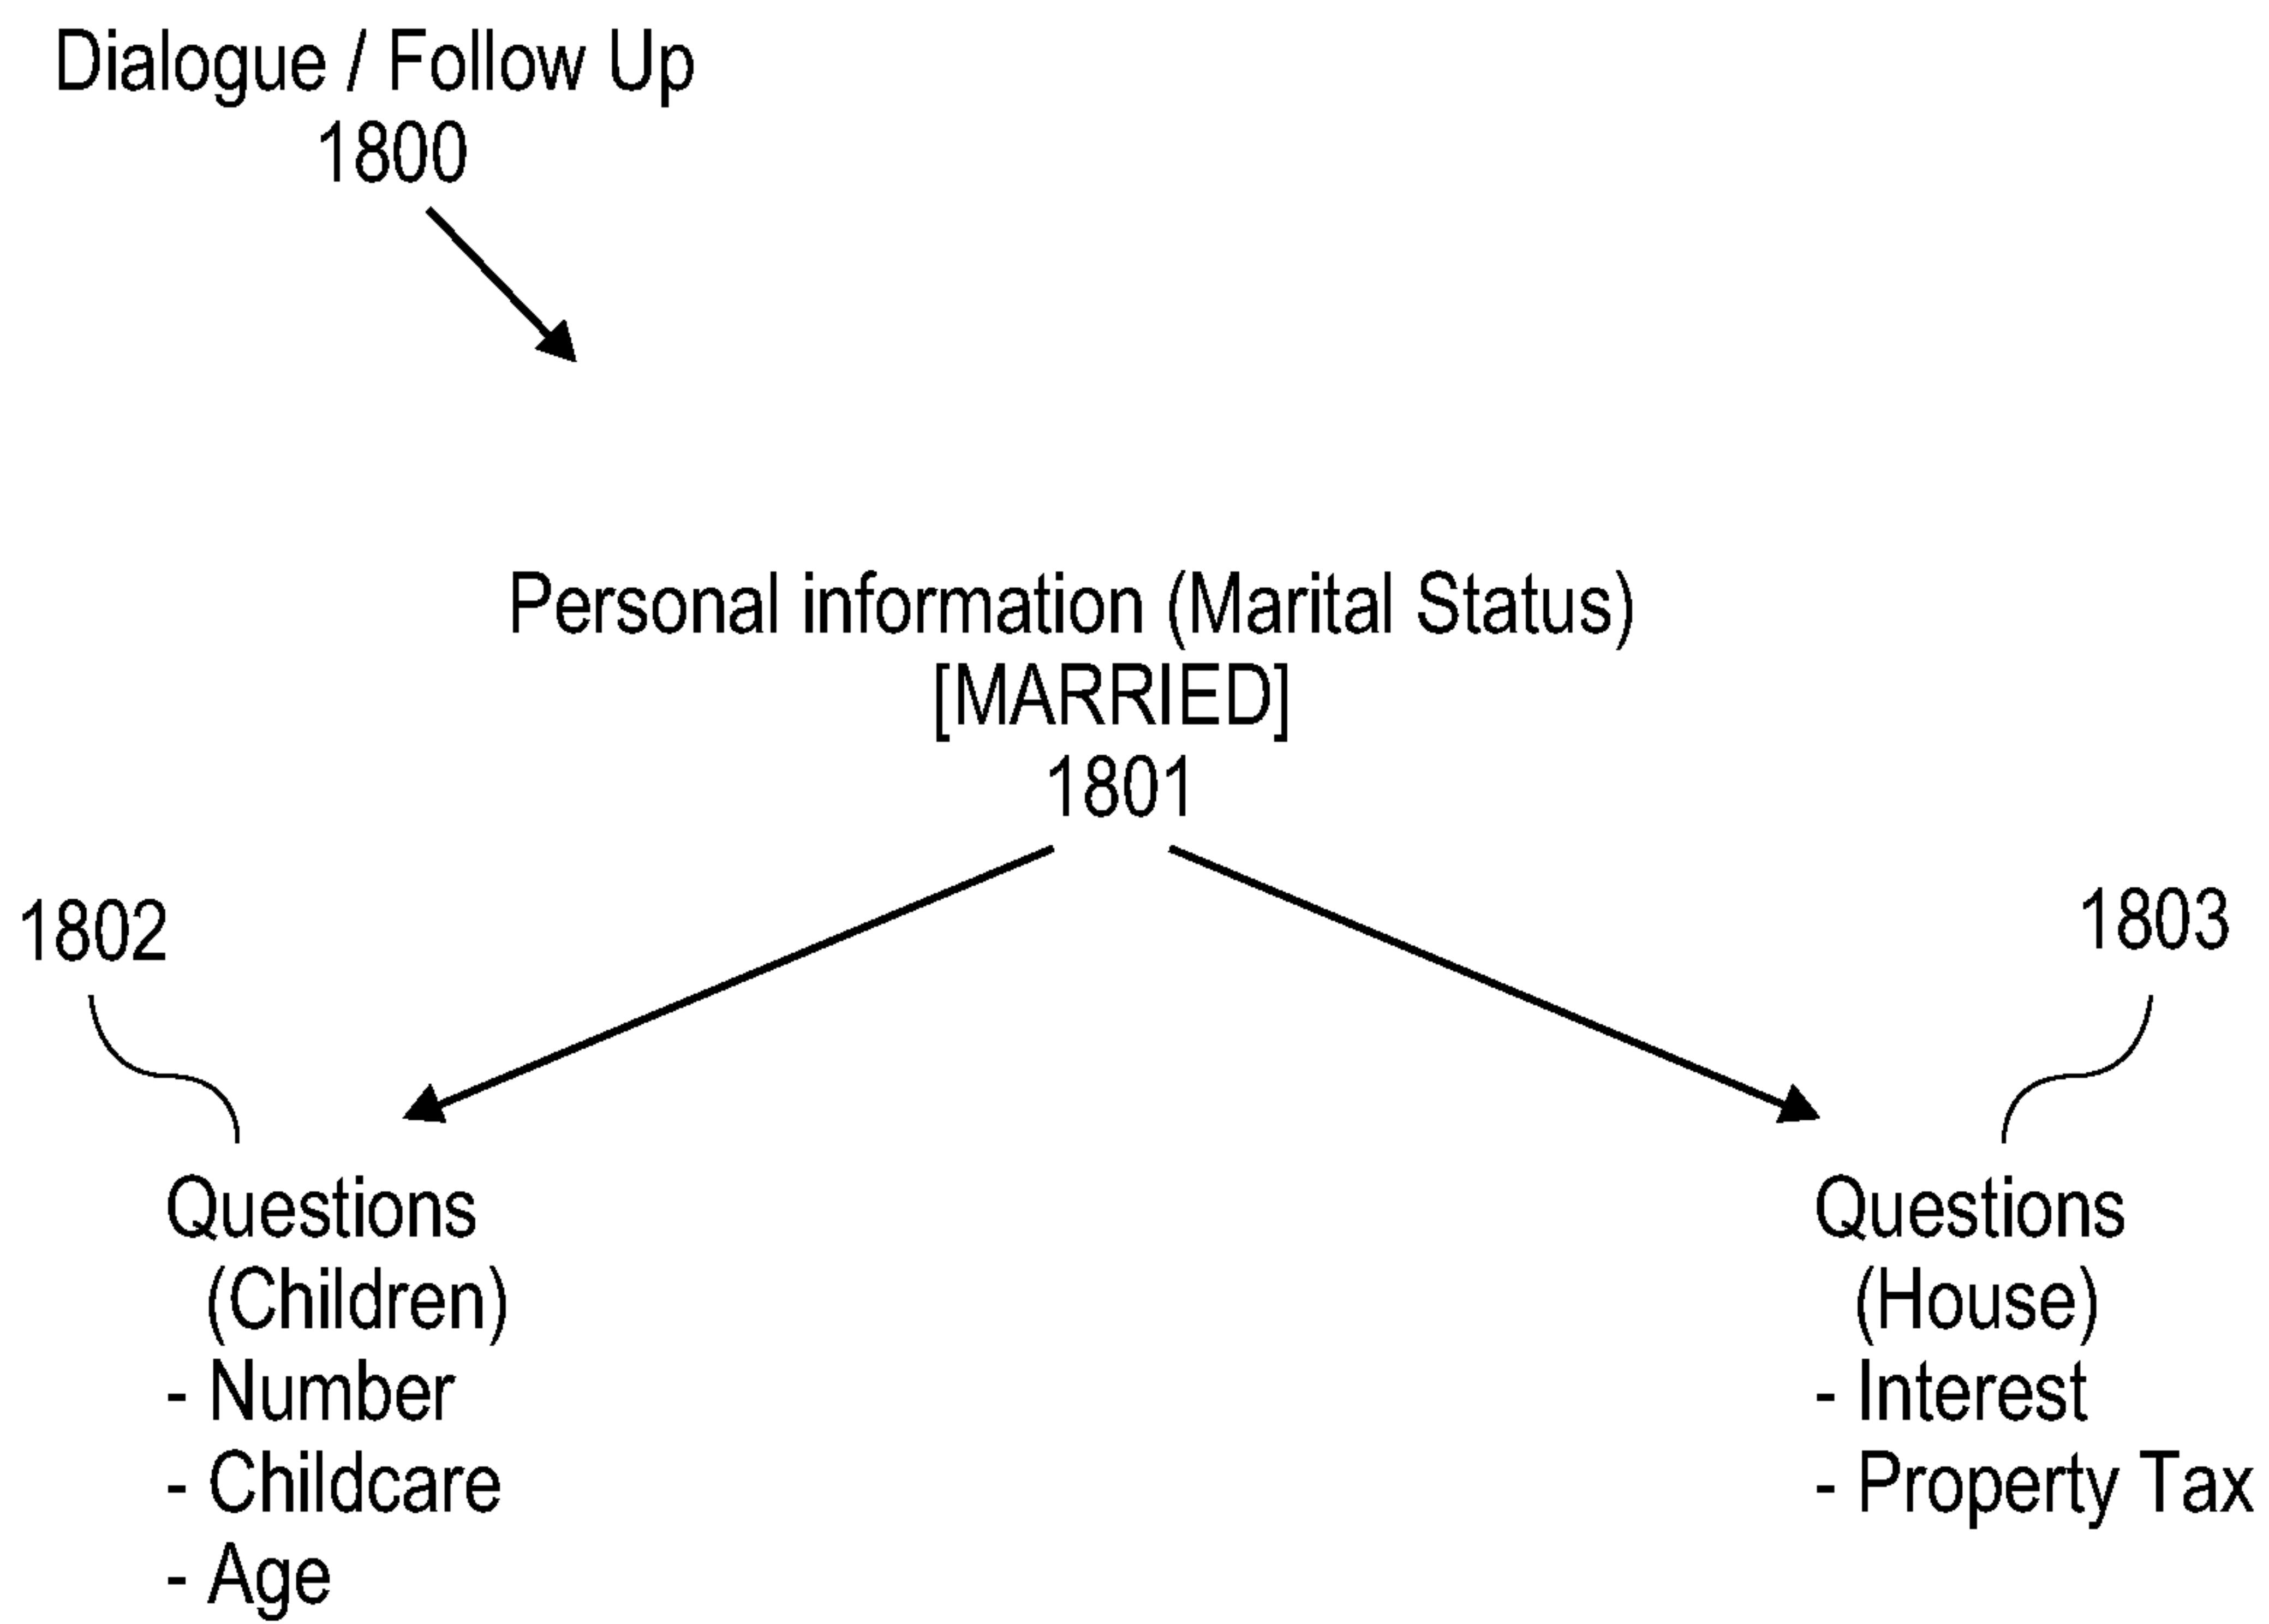 Dialogue / Follow Up
1800
Personal information (Marital Status)
[MARRIED]
1801
1802
1803
Questions
(Children)
- Number
- Childcare
- Age
Questions
(House)
- Interest
- Property Tax